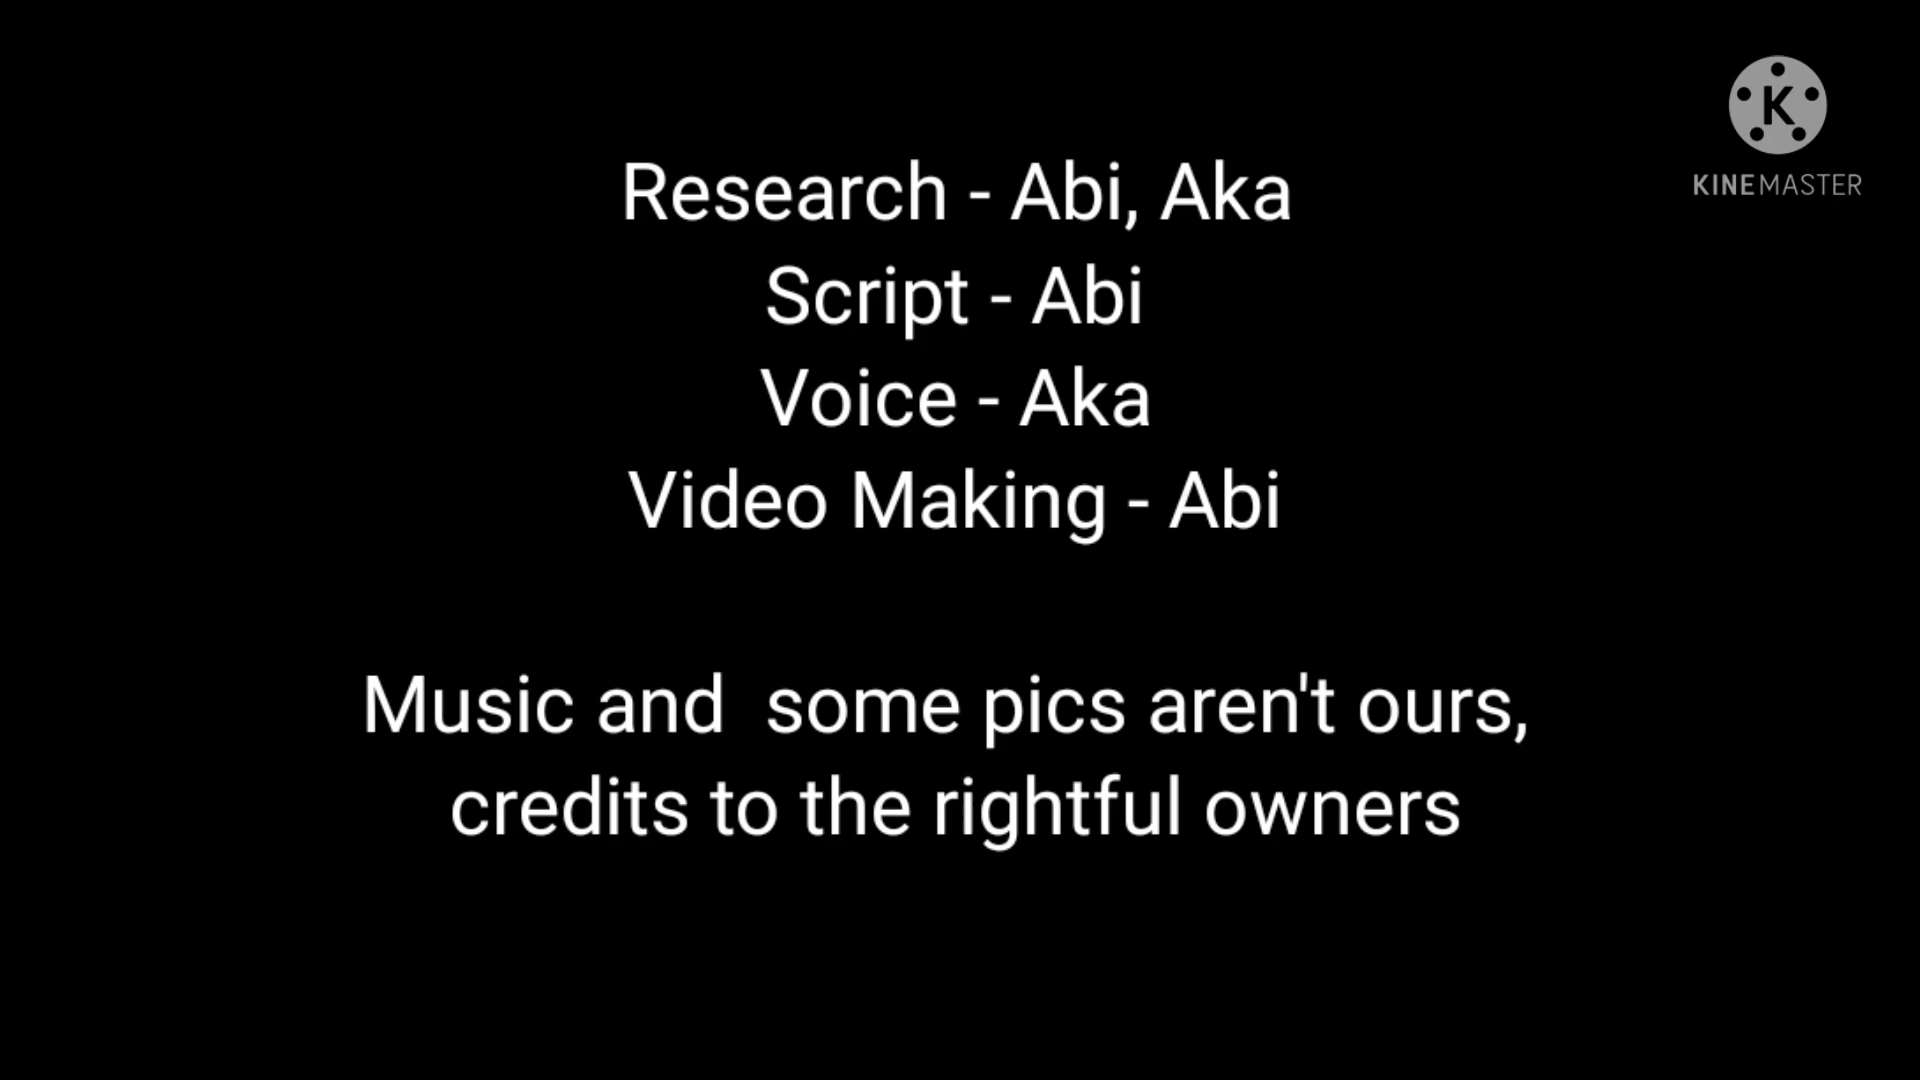 K
KINEMASTER
Research - Abi, Aka
Script - Abi
Voice - Aka
Video Making - Abi
Music and  some pics aren't ours,
credits to the rightful owners